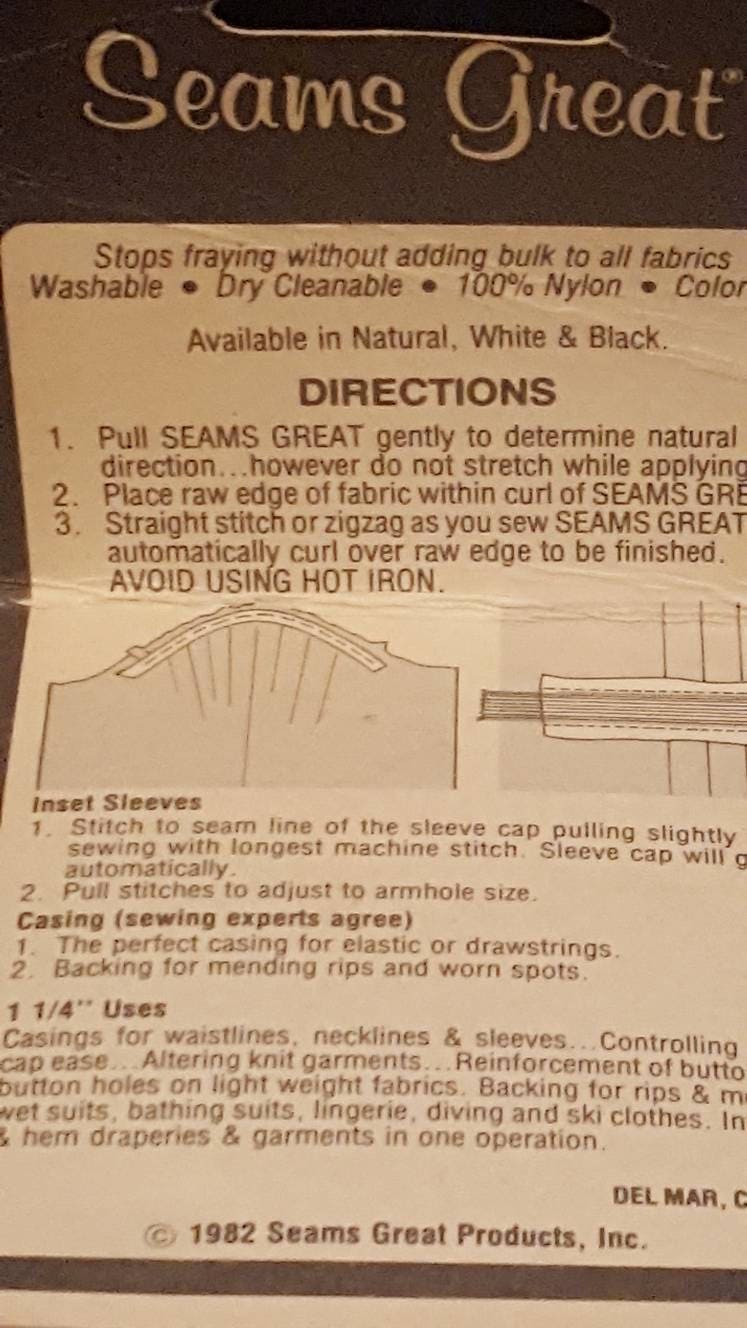 Seams Great®
Stops fraying without adding bulk to all fabrics
Washable • Dry Cleanable • 100% Nylon • Color
Available in Natural, White & Black.
DIRECTIONS
1. Pull SEAMS GREAT gently to determine natural
direction...however do not stretch while applying
2. Place raw edge of fabric within curl of SEAMS GRE
3. Straight stitch or zigzag as you sew SEAMS GREAT
automatically curl over raw edge to be finished.
AVOID USING HOT IRON.
Inset Sleeves
1. Stitch to seam line of the sleeve cap pulling slightly
sewing with longest machine stitch. Sleeve cap will g
automatically.
2. Pull stitches to adjust to armhole size.
Casing (sewing experts agree)
1. The perfect casing for elastic or drawstrings.
2. Backing for mending rips and worn spots.
1 1/4" Uses
Casings for waistlines, necklines & sleeves...Controlling
cap ease...Altering knit garments...Reinforcement of butto
button holes on light weight fabrics. Backing for rips & m
wet suits, bathing suits, lingerie, diving and ski clothes. In
& hem draperies & garments in one operation.
DEL MAR, C
© 1982 Seams Great Products, Inc.